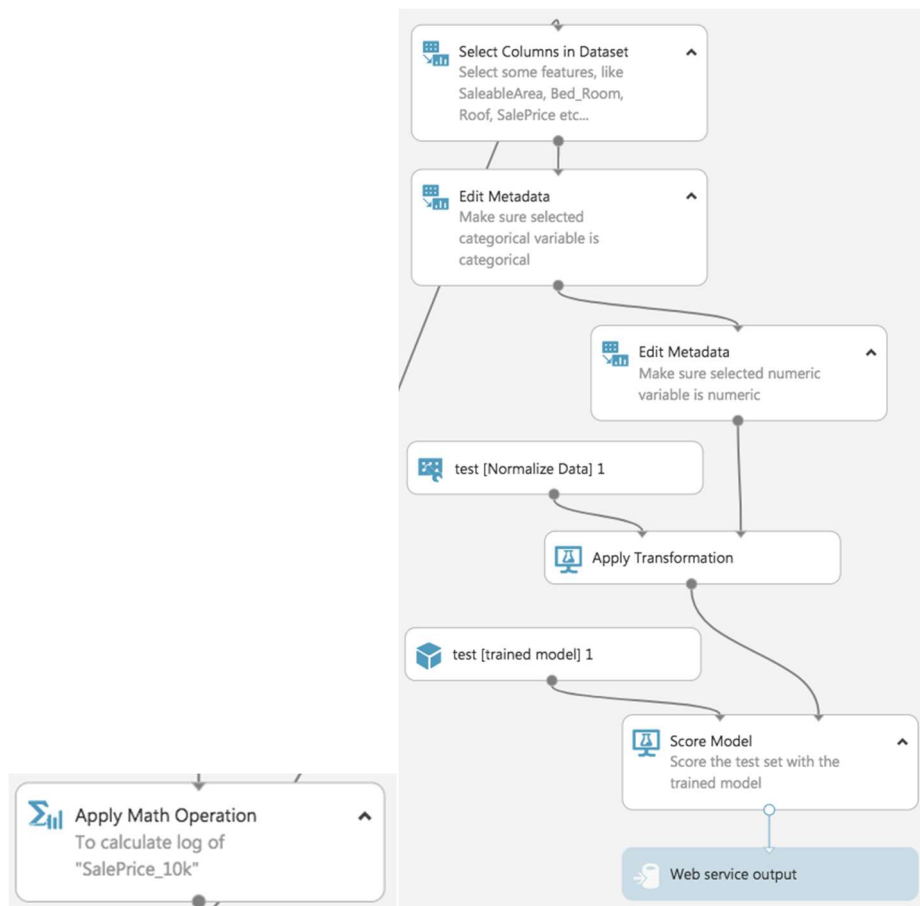 Select Columns in Dataset
Select some features, like
SaleableArea, Bed_Room,
Roof, SalePrice etc...
Edit Metadata
Make sure selected
categorical variable is
categorical
Edit Metadata
Make sure selected numeric
variable is numeric
test [Normalize Data] 1
Apply Transformation
test [trained model] 1
Score Model
Score the test set with the
trained model
Web service output
Apply Math Operation
To calculate log of
"SalePrice_10k"